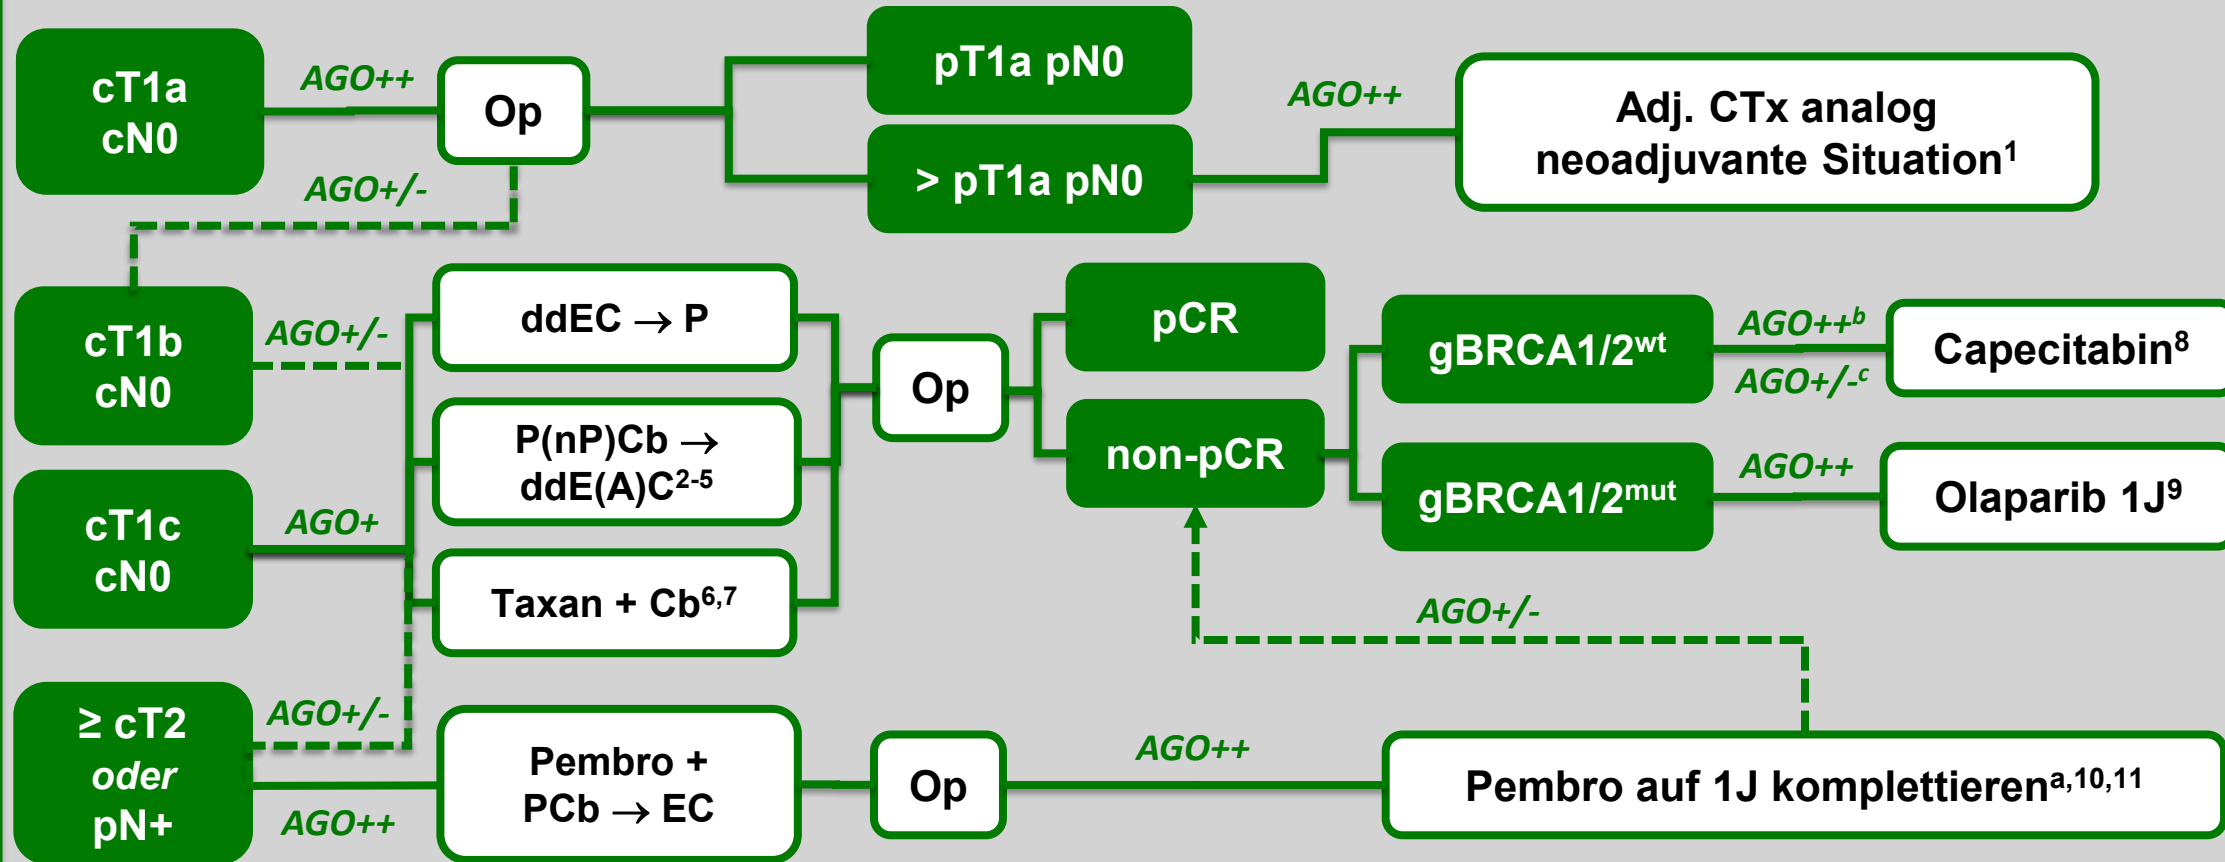 cT1a
cN0
AGO++
Op
AGO+/-
pT1a pN0
> pT1a pN0
AGO++
Adj. CTx analog
neoadjuvante Situation¹
cT1b
cN0
AGO+/-
cT1c
cN0
AGO+
ddEC → P
P(nP)Cb →
ddE(A)C²⁻⁵
Taxan + Cb⁶,⁷
Op
pCR
non-pCR
gBRCA1/2ʷᵗ
AGO++ᵇ
AGO+/-ᶜ
Capecitabin⁸
gBRCA1/2ᵐᵘᵗ
AGO++
Olaparib 1J⁹
AGO+/-
≥ cT2
oder
pN+
AGO+/-
AGO++
Pembro +
PCb → EC
Op
AGO++
Pembro auf 1J komplettierenᵃ,¹⁰,¹¹